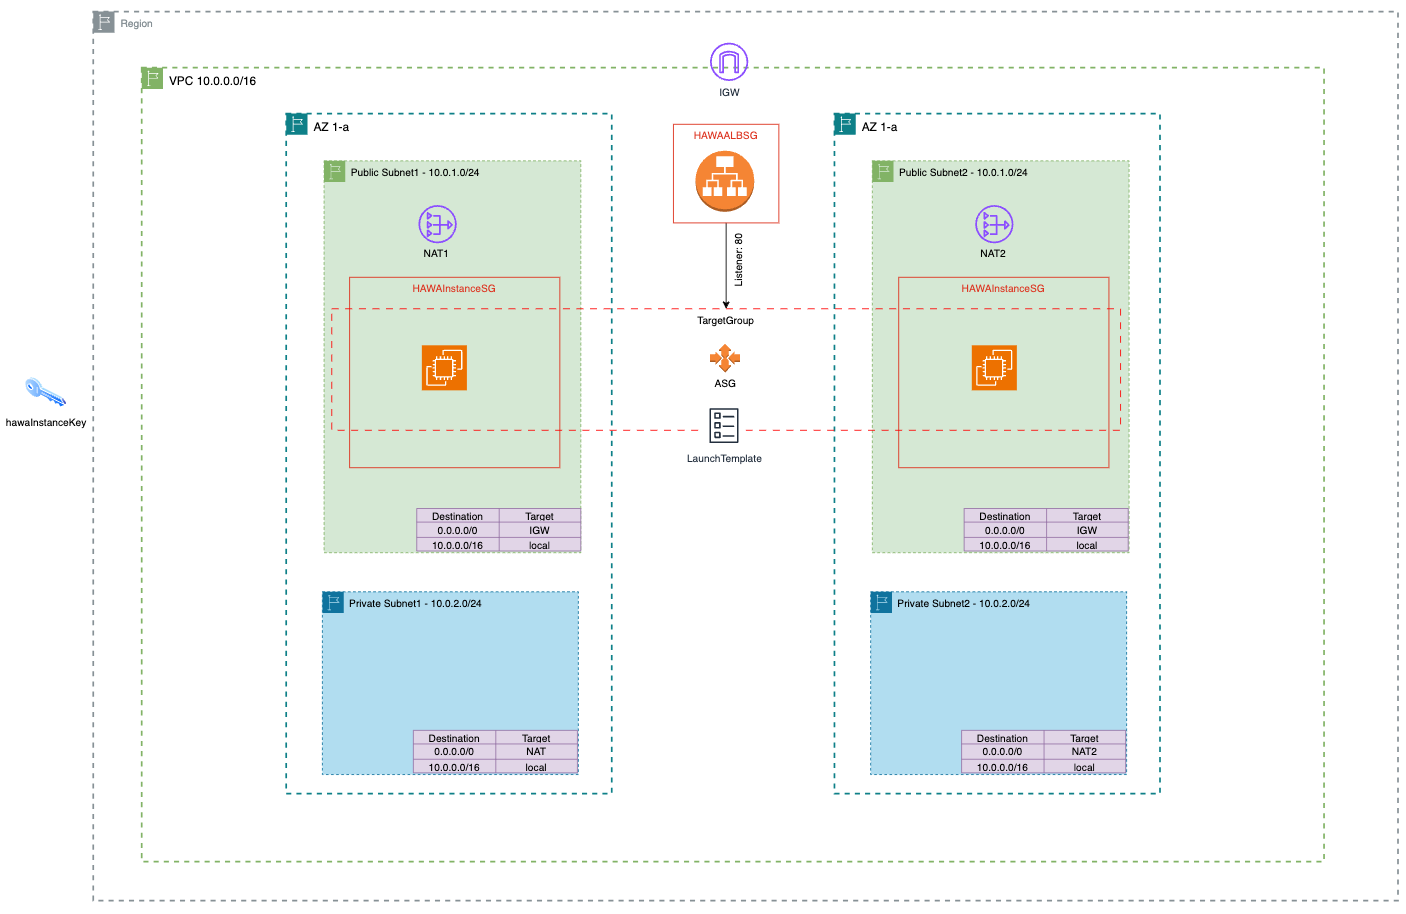 Region
VPC 10.0.0.0/16
IGW
AZ 1-a
AZ 1-a
HAWAALBSG
Public Subnet1 - 10.0.1.0/24
Public Subnet2 - 10.0.1.0/24
NAT1
NAT2
Listener: 80
HAWAInstanceSG
HAWAInstanceSG
TargetGroup
ASG
hawaInstanceKey
LaunchTemplate
Destination Target
0.0.0.0/0 IGW
10.0.0.0/16 local
Destination Target
0.0.0.0/0 IGW
10.0.0.0/16 local
Private Subnet1 - 10.0.2.0/24
Private Subnet2 - 10.0.2.0/24
Destination Target
0.0.0.0/0 NAT
10.0.0.0/16 local
Destination Target
0.0.0.0/0 NAT2
10.0.0.0/16 local